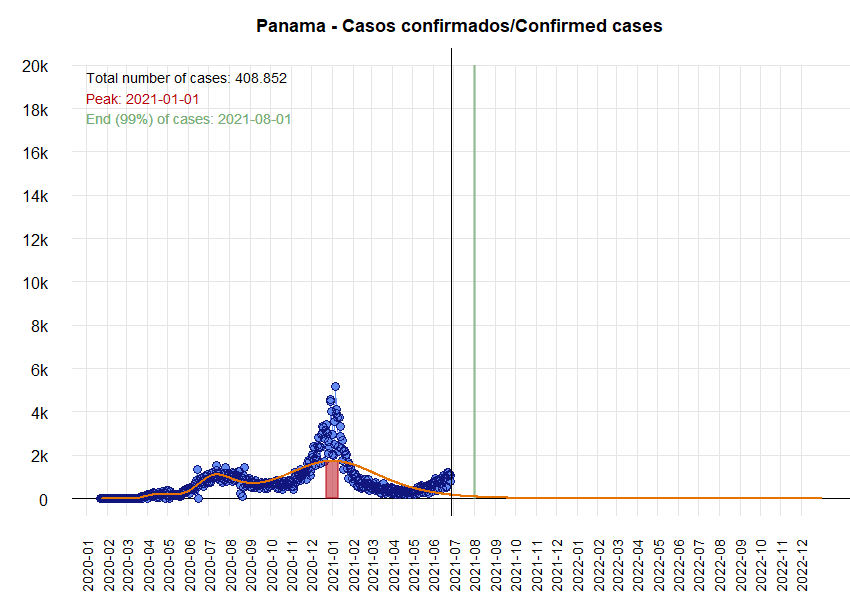 Panama - Casos confirmados/Confirmed cases
20k
Total number of cases: 408.852
Peak: 2021-01-01
End (99%) of cases: 2021-08-01
18k
16k
14k
12k
10k
8k
6k
4k
2k
0
2020-01
2020-02
2020-03
2020-04
2020-05
2020-06
2020-07
2020-08
2020-09
2020-10
2020-11
2020-12
2021-01
2021-02
2021-03
2021-04
2021-05
2021-06
2021-07
2021-08
2021-09
2021-10
2021-11
2021-12
2022-01
2022-02
2022-03
2022-04
2022-05
2022-06
2022-07
2022-08
2022-09
2022-10
2022-11
2022-12